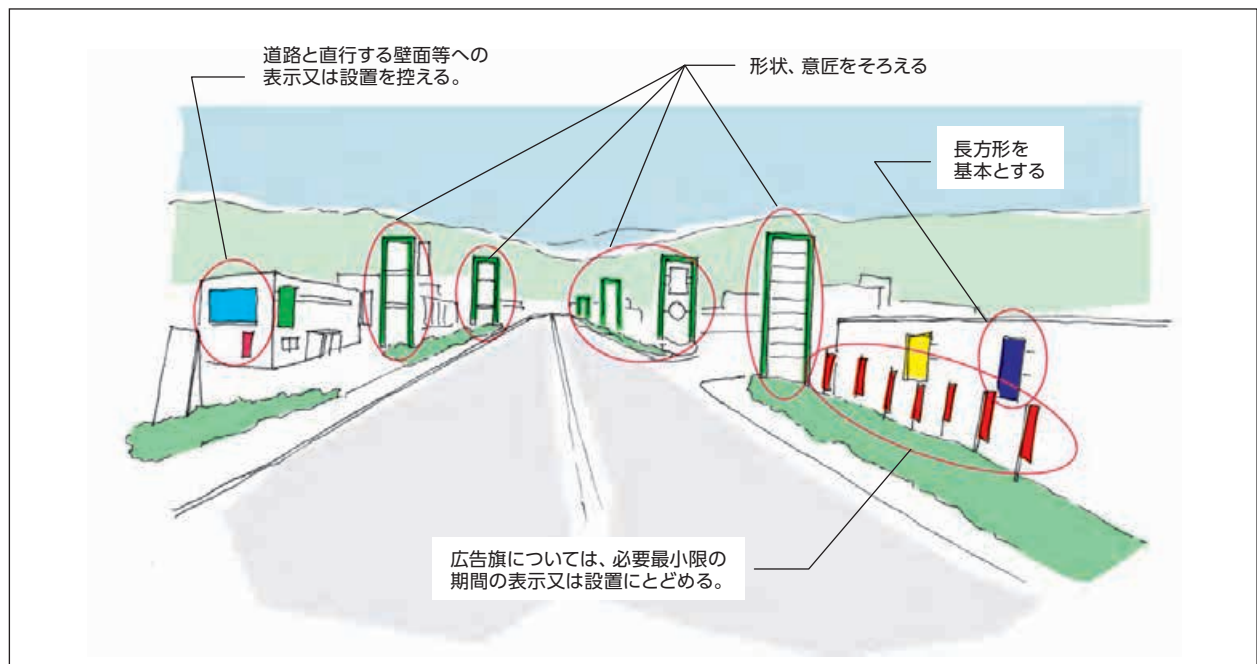 道路と直行する壁面等への
表示又は設置を控える。
形状、意匠をそろえる
長方形を
基本とする
広告旗については、必要最小限の
期間の表示又は設置にとどめる。